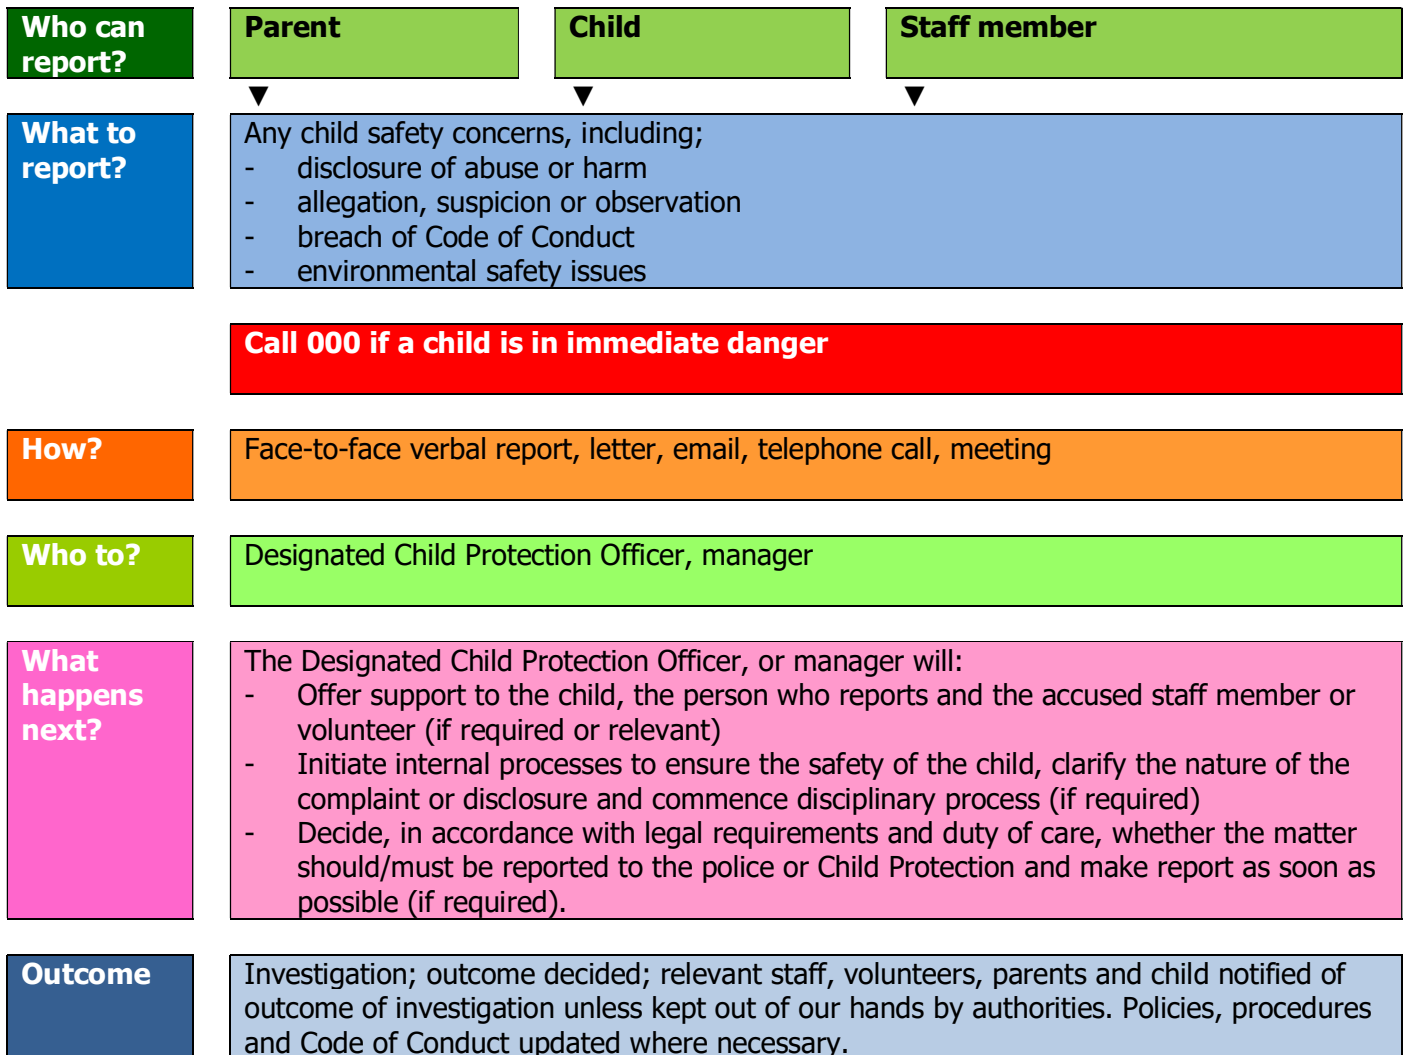 Who can
report?
Parent
Child
Staff member
▼ ▼ ▼
What to
report?
Any child safety concerns, including;
- disclosure of abuse or harm
- allegation, suspicion or observation
- breach of Code of Conduct
- environmental safety issues
Call 000 if a child is in immediate danger
How?
Face-to-face verbal report, letter, email, telephone call, meeting
Who to?
Designated Child Protection Officer, manager
What
happens
next?
The Designated Child Protection Officer, or manager will:
- Offer support to the child, the person who reports and the accused staff member or
volunteer (if required or relevant)
- Initiate internal processes to ensure the safety of the child, clarify the nature of the
complaint or disclosure and commence disciplinary process (if required)
- Decide, in accordance with legal requirements and duty of care, whether the matter
should/must be reported to the police or Child Protection and make report as soon as
possible (if required).
Outcome
Investigation; outcome decided; relevant staff, volunteers, parents and child notified of
outcome of investigation unless kept out of our hands by authorities. Policies, procedures
and Code of Conduct updated where necessary.